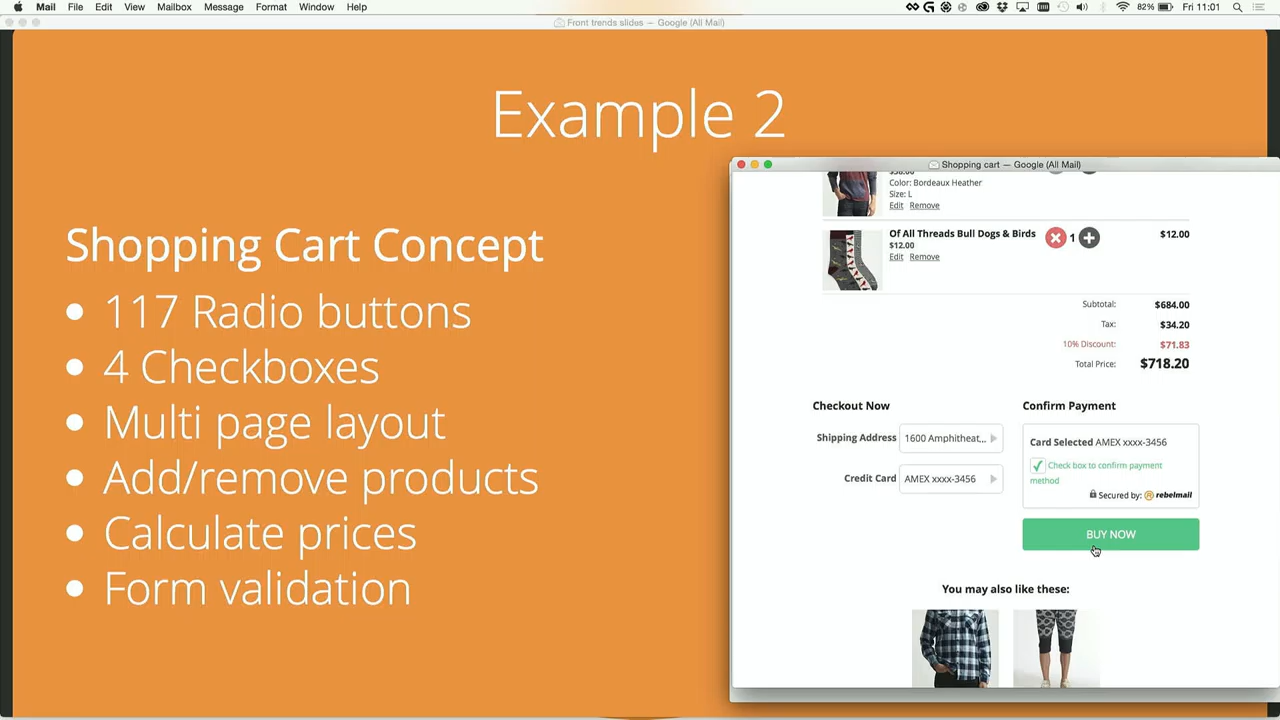 Mail File Edit View Mailbox Message Format Window Help 82% Fri 11:01
Front trends slides — Google (All Mail)
Example 2
Shopping Cart Concept
• 117 Radio buttons
• 4 Checkboxes
• Multi page layout
• Add/remove products
• Calculate prices
• Form validation
Shopping cart — Google (All Mail)
Color: Bordeaux Heather
Size: L
Edit Remove
Of All Threads Bull Dogs & Birds 1 $12.00
$12.00
Edit Remove
Subtotal: $684.00
Tax: $34.20
10% Discount: $71.83
Total Price: $718.20
Checkout Now
Shipping Address 1600 Amphitheat...
Credit Card AMEX xxxx-3456
Confirm Payment
Card Selected AMEX xxxx-3456
Check box to confirm payment
method
Secured by: rebelmail
BUY NOW
You may also like these: